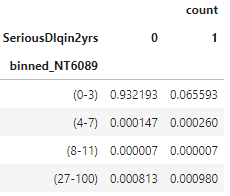 count
SeriousDlqin2yrs 0 1
binned_NT6089
(0-3) 0.932193 0.065593
(4-7) 0.000147 0.000260
(8-11) 0.000007 0.000007
(27-100) 0.000813 0.000980